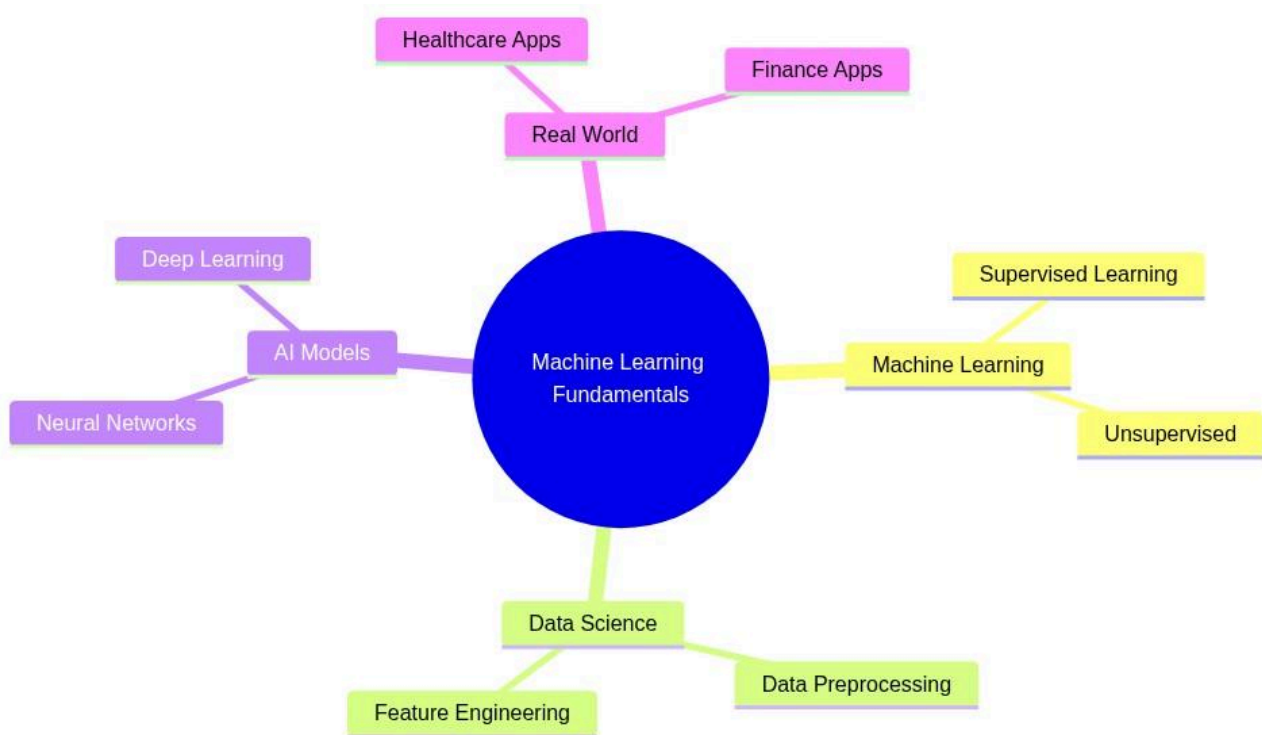 Healthcare Apps
Finance Apps
Real World
Deep Learning
AI Models
Neural Networks
Machine Learning
Fundamentals
Supervised Learning
Machine Learning
Unsupervised
Data Science
Data Preprocessing
Feature Engineering